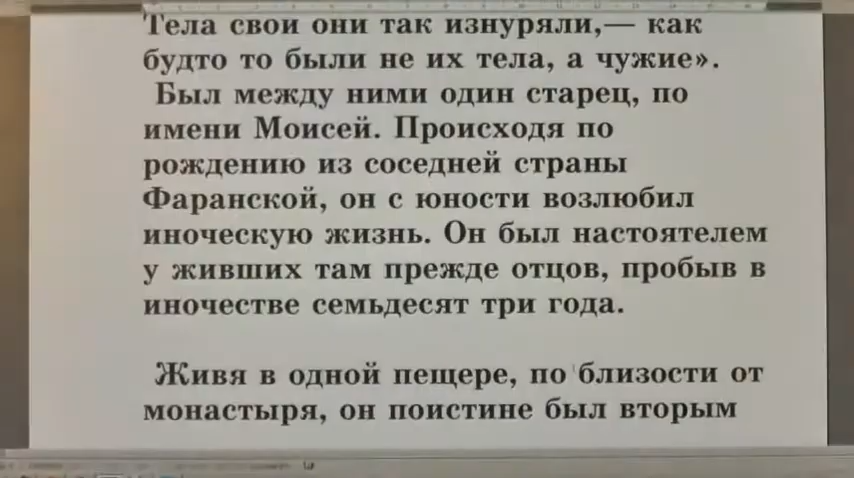 Тела свои они так изнуряли,— как
будто то были не их тела, а чужие».
Был между ними один старец, по
имени Моисей. Происходя по
рождению из соседней страны
Фаранской, он с юности возлюбил
иноческую жизнь. Он был настоятелем
у живших там прежде отцов, пробыв в
иночестве семьдесят три года.
Живя в одной пещере, по близости от
монастыря, он поистине был вторым